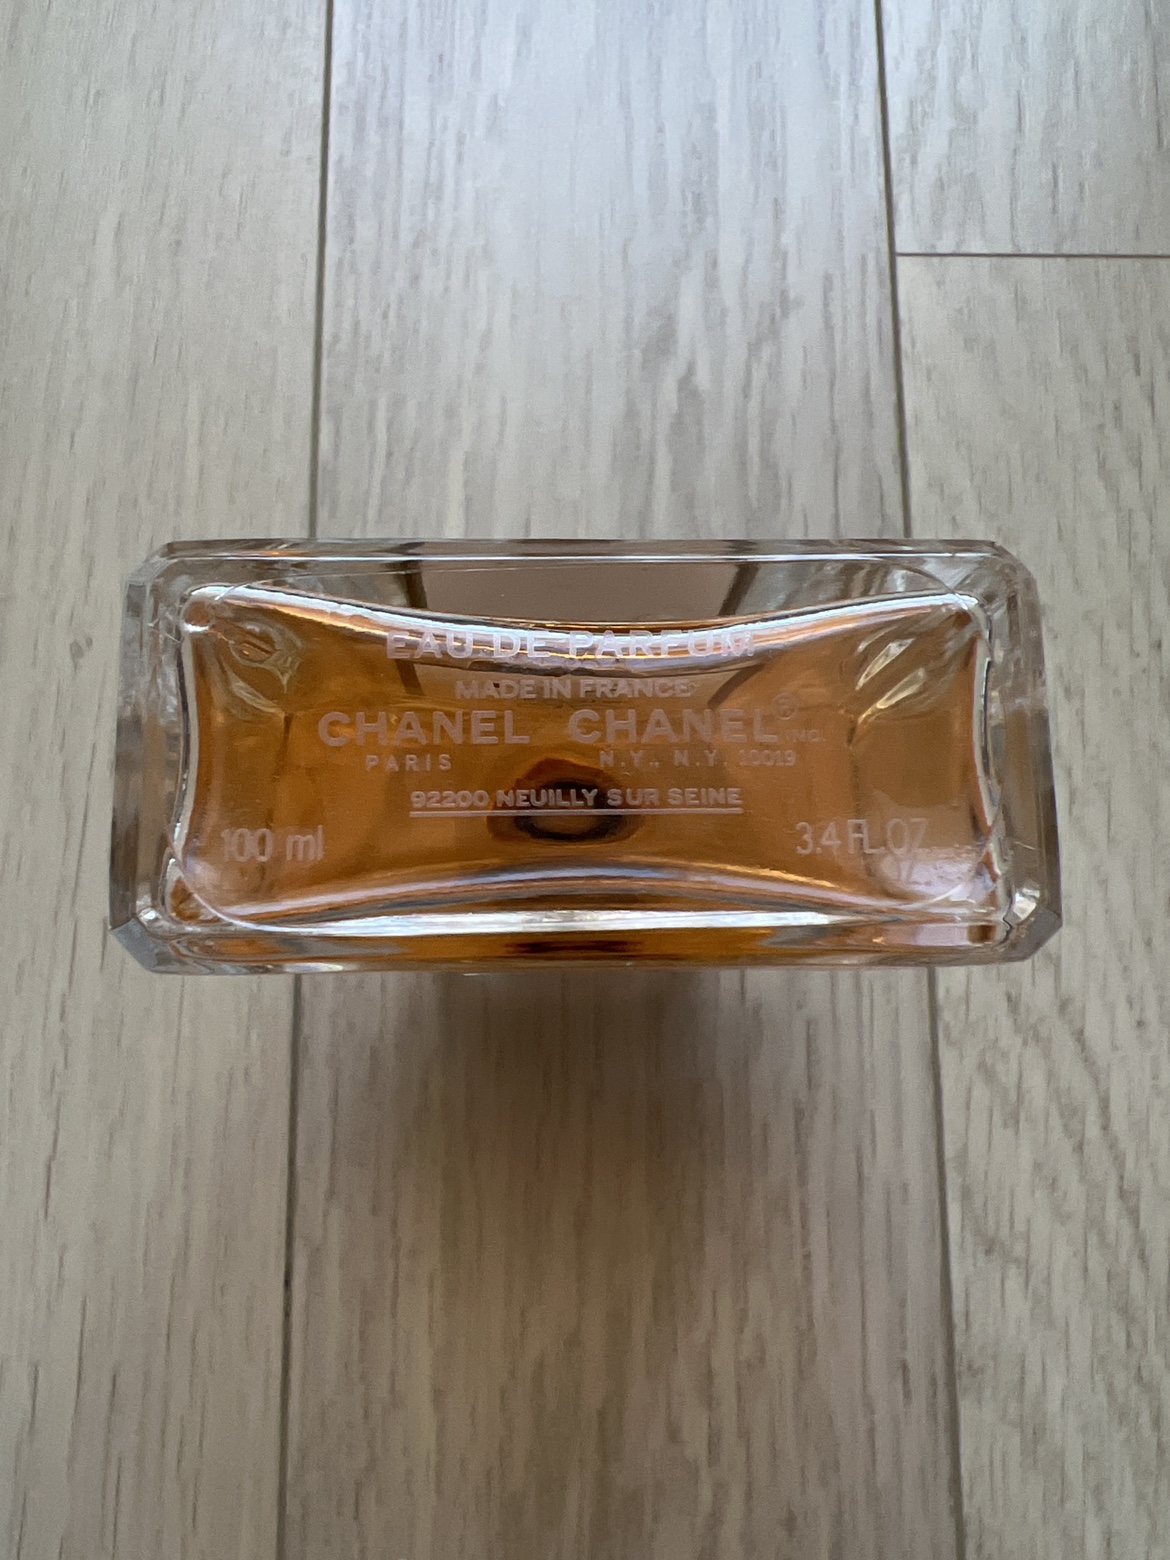 EAU DE PARFUM
MADE IN FRANCE
CHANEL CHANEL® INC.
PARIS N.Y., N.Y. 10019
92200 NEUILLY SUR SEINE
100 ml 3.4 FL.OZ.